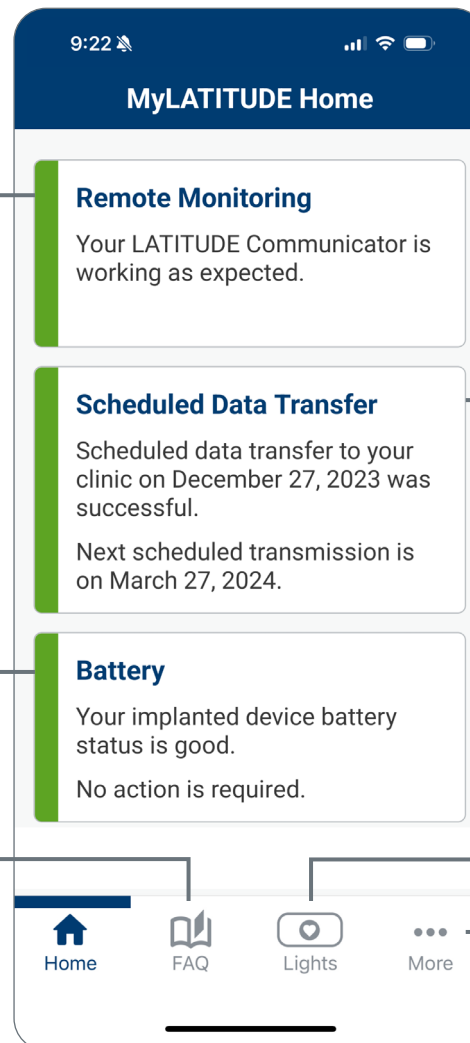 9:22
MyLATITUDE Home
Remote Monitoring
Your LATITUDE Communicator is
working as expected.
Scheduled Data Transfer
Scheduled data transfer to your
clinic on December 27, 2023 was
successful.
Next scheduled transmission is
on March 27, 2024.
Battery
Your implanted device battery
status is good.
No action is required.
Home FAQ Lights More